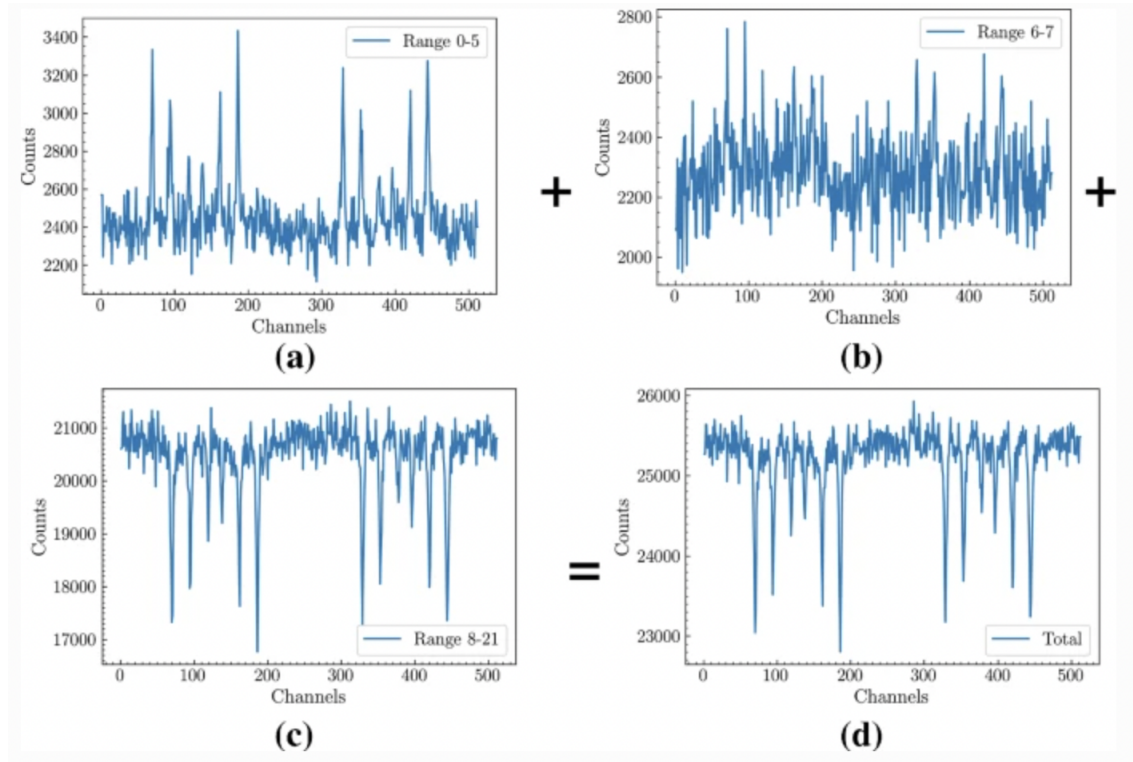 3400
3200
3000
2800
2600
2400
2200
0 100 200 300 400 500
Counts
Channels
Range 0-5
(a)
+
2800
2600
2400
2200
2000
0 100 200 300 400 500
Counts
Channels
Range 6-7
(b)
+
21000
20000
19000
18000
17000
0 100 200 300 400 500
Counts
Channels
Range 8-21
(c)
=
26000
25000
24000
23000
0 100 200 300 400 500
Counts
Channels
Total
(d)